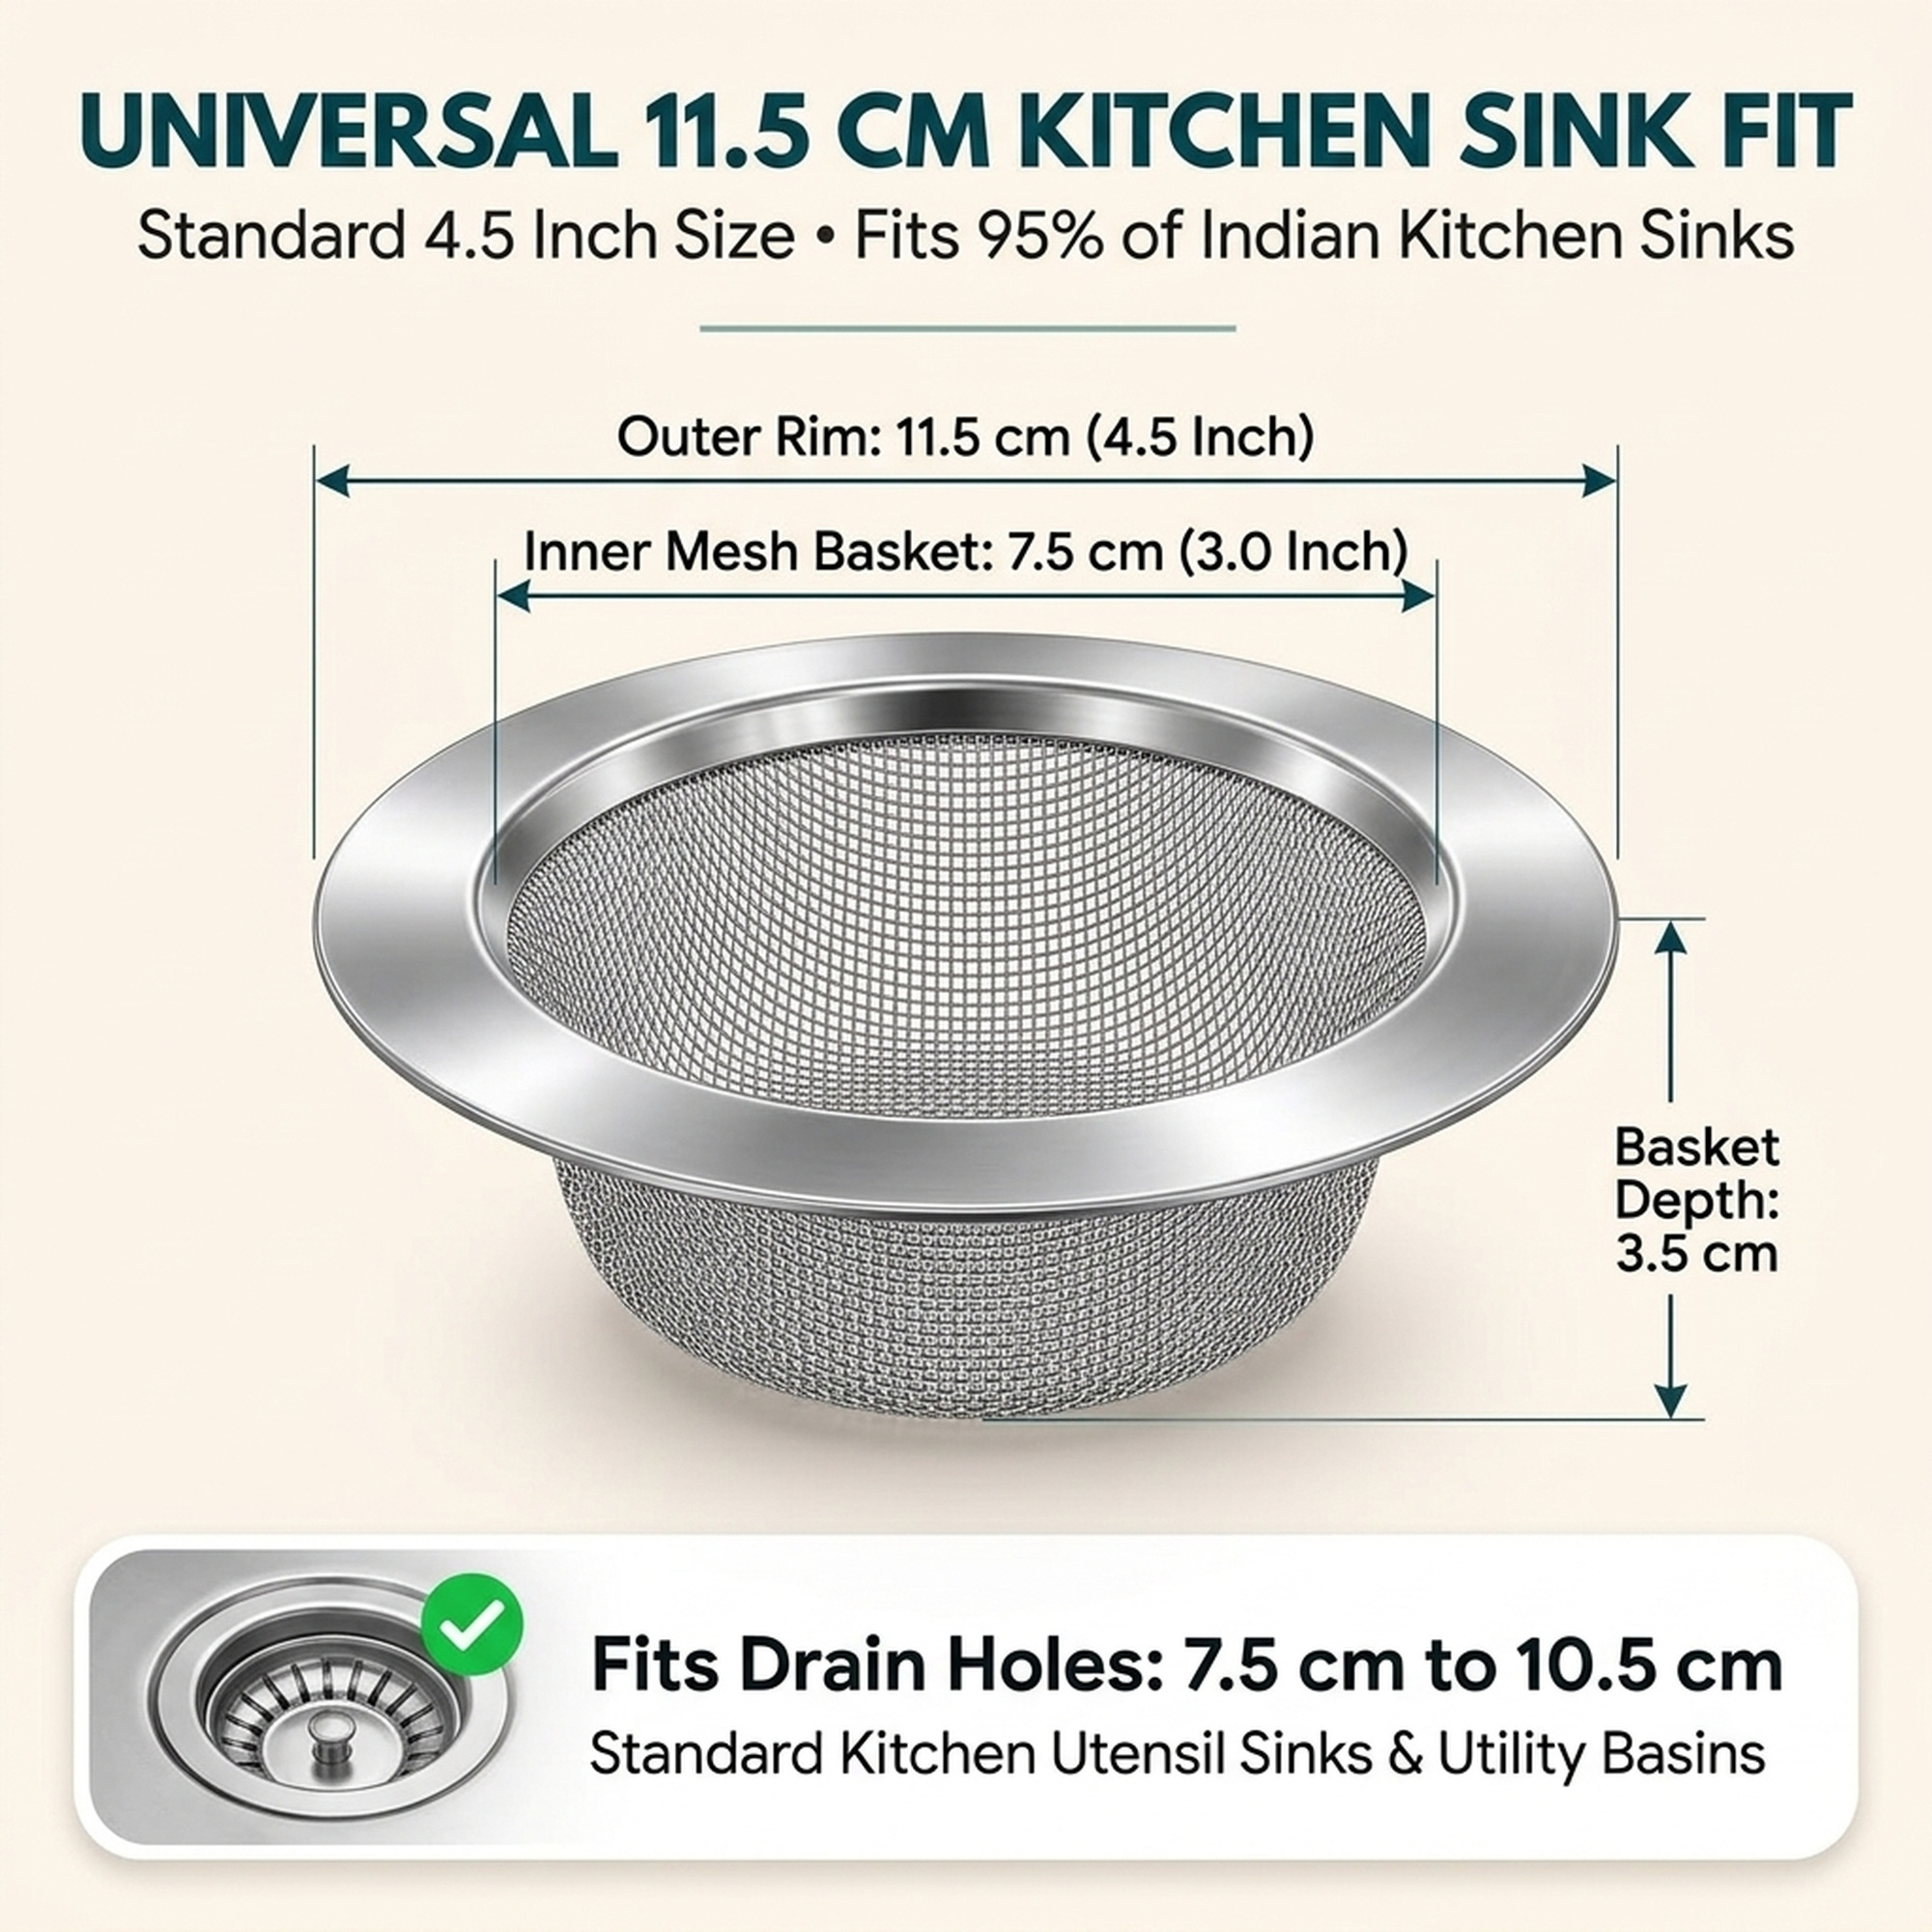 UNIVERSAL 11.5 CM KITCHEN SINK FIT
Standard 4.5 Inch Size • Fits 95% of Indian Kitchen Sinks
Outer Rim: 11.5 cm (4.5 Inch)
Inner Mesh Basket: 7.5 cm (3.0 Inch)
Basket
Depth:
3.5 cm
Fits Drain Holes: 7.5 cm to 10.5 cm
Standard Kitchen Utensil Sinks & Utility Basins